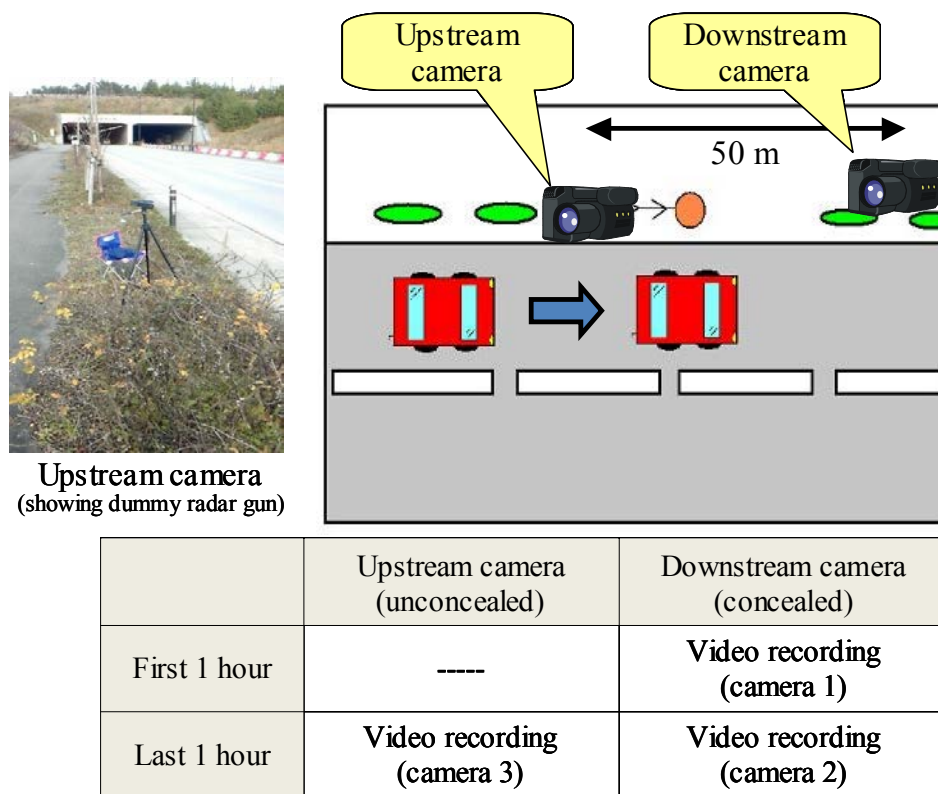 Upstream
camera
Downstream
camera
50 m
Upstream camera
(showing dummy radar gun)
Upstream camera
(unconcealed)
Downstream camera
(concealed)
First 1 hour
-----
Video recording
(camera 1)
Last 1 hour
Video recording
(camera 3)
Video recording
(camera 2)